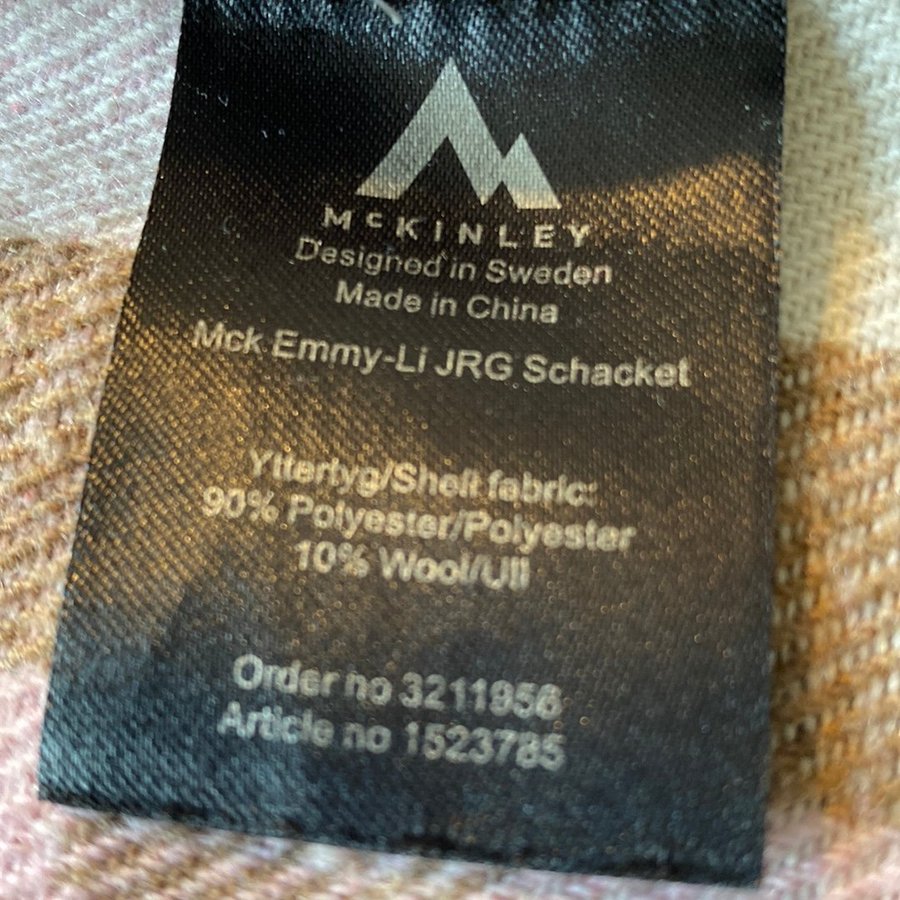 McKINLEY
Designed in Sweden
Made in China
Mck Emmy-Li JRG Schacket
Yttertyg/Shell fabric:
90% Polyester/Polyester
10% Wool/Ull
Order no 3211956
Article no 1523785